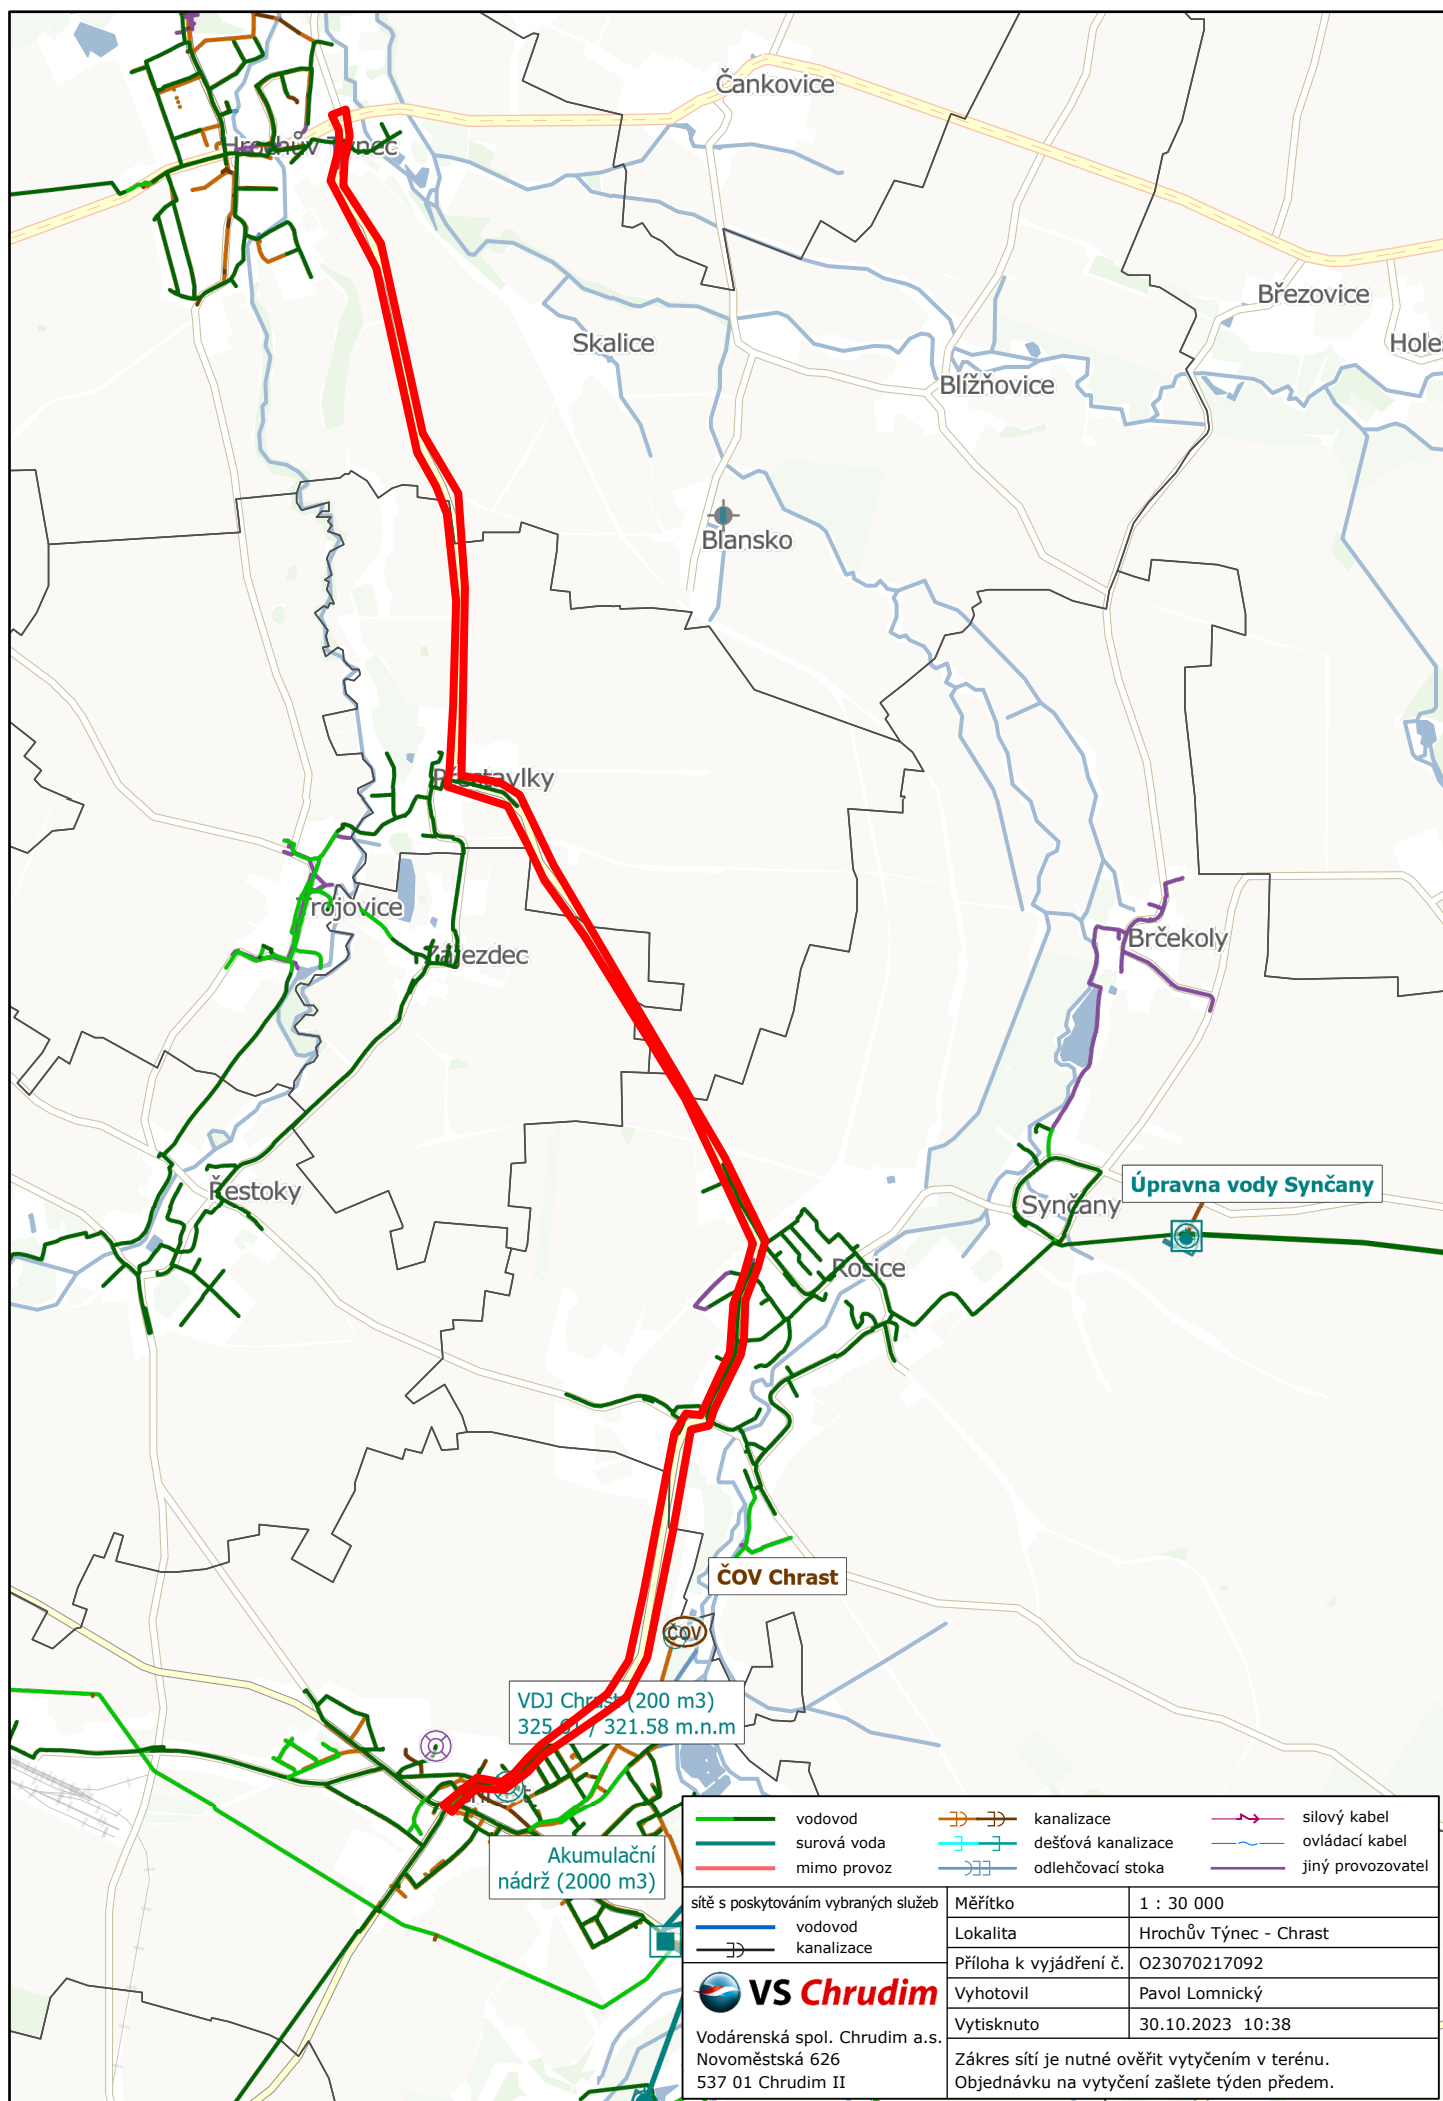 Čankovice
Hrochův Týnec
Březovice
Skalice
Blížňovice
Blansko
Přestavlky
Trojovice
Zájezdec
Brčekoly
Řestoky
Úpravna vody Synčany
Synčany
Rosice
ČOV Chrast
ČOV
VDJ Chrast (200 m3)
/ 321.58 m.n.m
Akumulační
nádrž (2000 m3)
vodovod
surová voda
mimo provoz
kanalizace
dešťová kanalizace
odlehčovací stoka
silový kabel
ovládací kabel
jiný provozovatel
sítě s poskytováním vybraných služeb
vodovod
kanalizace
Měřítko 1 : 30 000
Lokalita Hrochův Týnec - Chrast
Příloha k vyjádření č. O23070217092
Vyhotovil Pavol Lomnický
Vytisknuto 30.10.2023 10:38
VS Chrudim
Vodárenská spol. Chrudim a.s.
Novoměstská 626
537 01 Chrudim II
Zákres sítí je nutné ověřit vytyčením v terénu.
Objednávku na vytyčení zašlete týden předem.